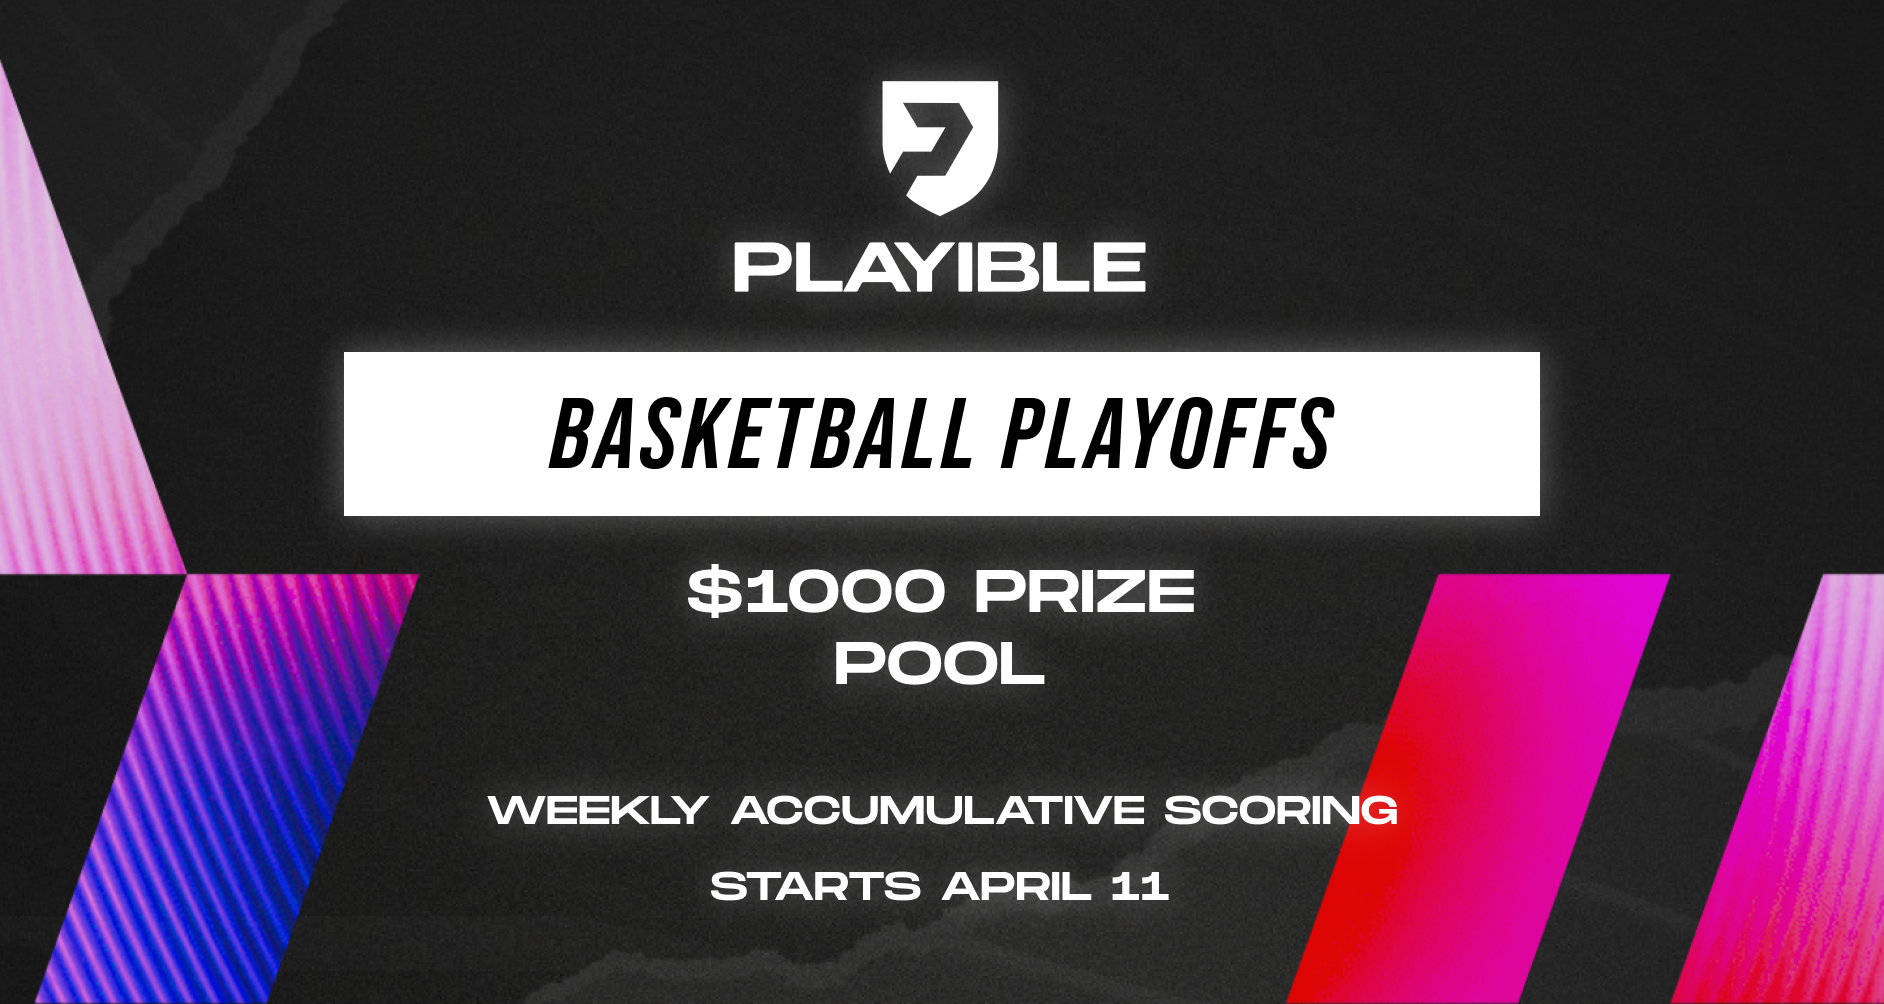 PLAYIBLE
BASKETBALL PLAYOFFS
$1000 PRIZE
POOL
WEEKLY ACCUMULATIVE SCORING
STARTS APRIL 11